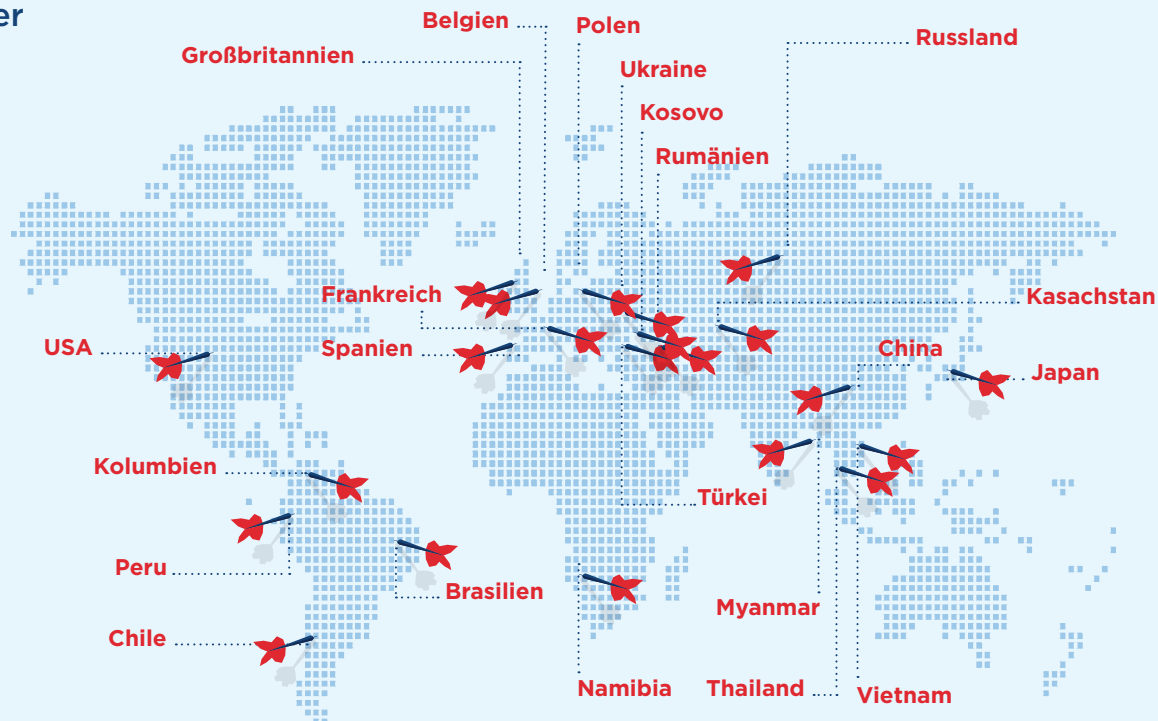 er
Belgien
Polen
Russland
Großbritannien
Ukraine
Kosovo
Rumänien
Frankreich
Kasachstan
USA
Spanien
China
Japan
Kolumbien
Türkei
Peru
Brasilien
Myanmar
Chile
Namibia
Thailand
Vietnam